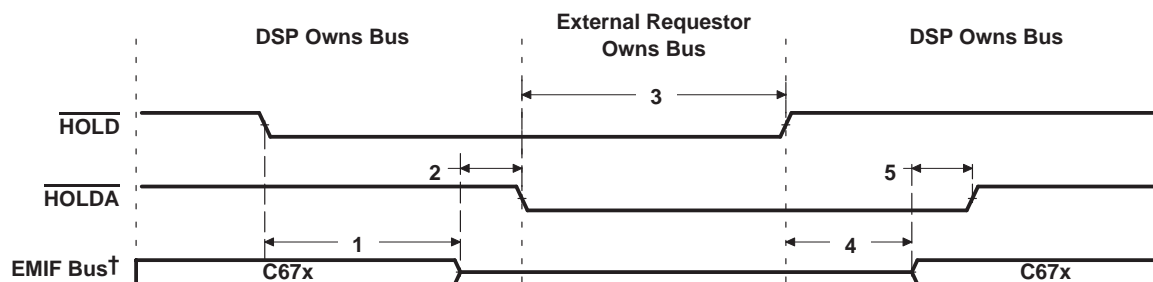 DSP Owns Bus
External Requestor
Owns Bus
DSP Owns Bus
HOLD
3
HOLDA
2
5
EMIF Bus†
1
4
C67x
C67x